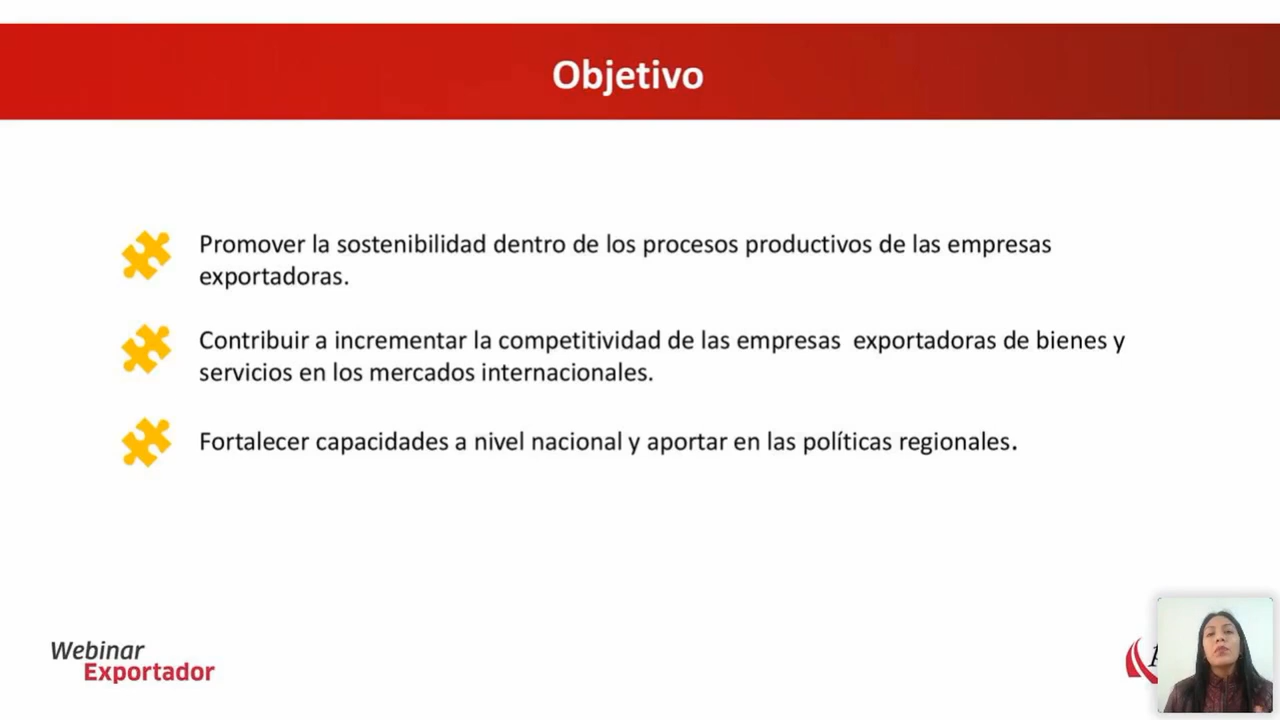 Objetivo
Promover la sostenibilidad dentro de los procesos productivos de las empresas
exportadoras.
Contribuir a incrementar la competitividad de las empresas  exportadoras de bienes y
servicios en los mercados internacionales.
Fortalecer capacidades a nivel nacional y aportar en las políticas regionales.
Webinar
Exportador